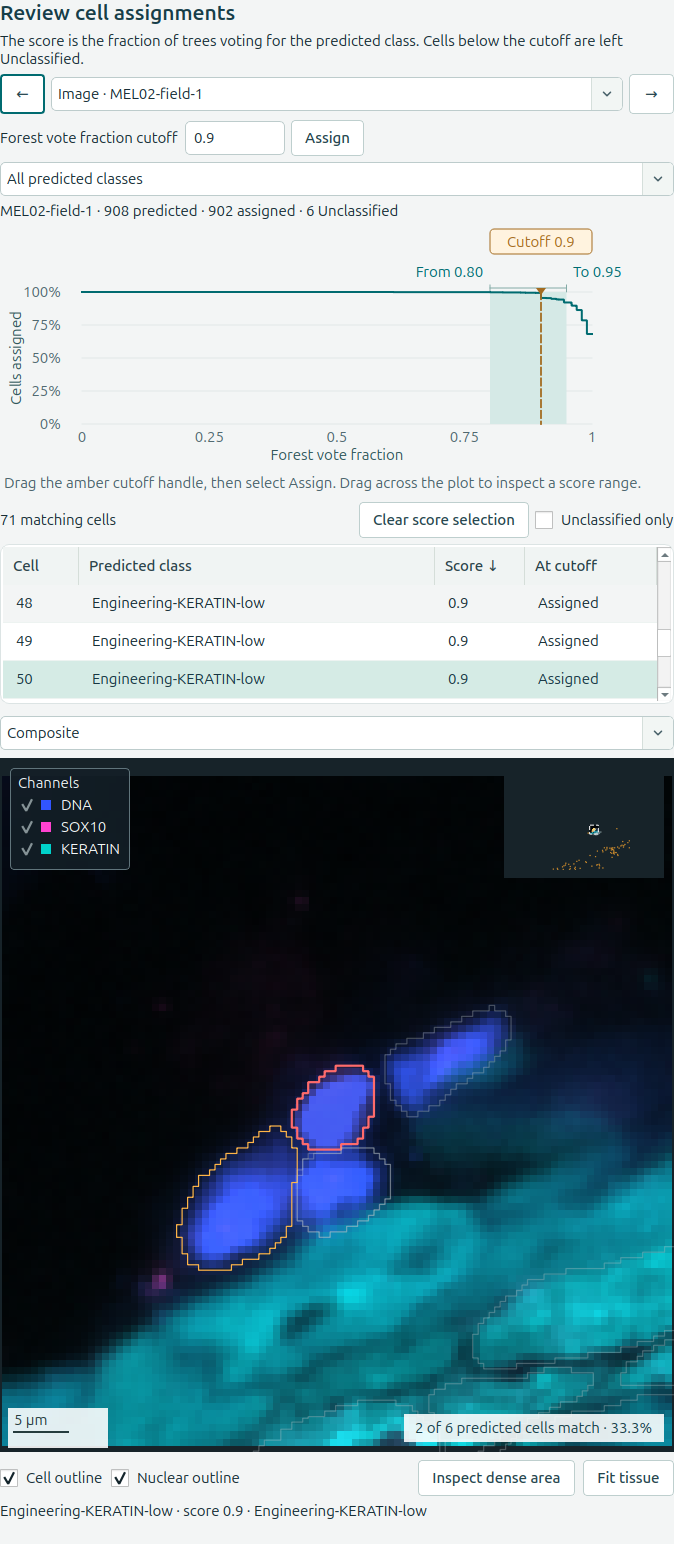 Review cell assignments
The score is the fraction of trees voting for the predicted class. Cells below the cutoff are left
Unclassified.
← Image · MEL02-field-1 →
Forest vote fraction cutoff 0.9 Assign
All predicted classes
MEL02-field-1 · 908 predicted · 902 assigned · 6 Unclassified
Cutoff 0.9
From 0.80 To 0.95
100%
75%
50%
25%
0%
Cells assigned
0 0.25 0.5 0.75 1
Forest vote fraction
Drag the amber cutoff handle, then select Assign. Drag across the plot to inspect a score range.
71 matching cells Clear score selection Unclassified only
Cell Predicted class Score ↓ At cutoff
48 Engineering-KERATIN-low 0.9 Assigned
49 Engineering-KERATIN-low 0.9 Assigned
50 Engineering-KERATIN-low 0.9 Assigned
Composite
Channels
DNA
SOX10
KERATIN
5 µm
2 of 6 predicted cells match · 33.3%
Cell outline Nuclear outline Inspect dense area Fit tissue
Engineering-KERATIN-low · score 0.9 · Engineering-KERATIN-low